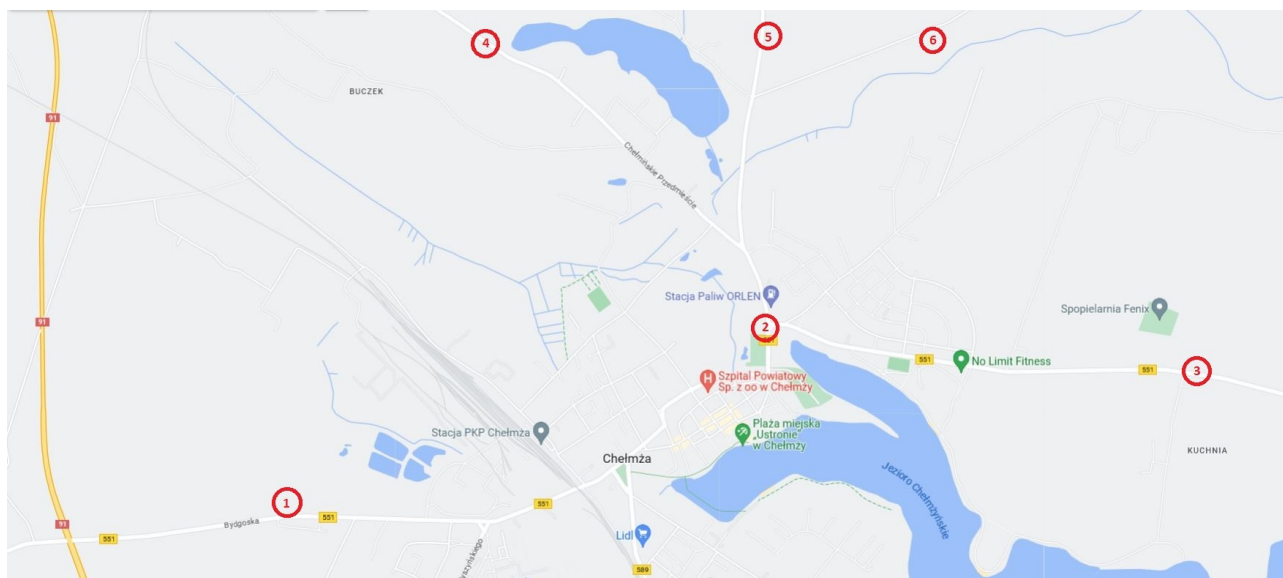 4
5
6
BUCZEK
91
Chełmińskie Przedmieście
Stacja Paliw ORLEN
Spopielarnia Fenix
91
2
551
No Limit Fitness
551
551
3
Szpital Powiatowy
Sp. z oo w Chełmży
Plaża miejska
„Ustronie"
w Chełmży
Stacja PKP Chełmża
Chełmża
KUCHNIA
Jezioro Chełmżyńskie
1
551
551
91
Bydgoska
551
Lidl
589